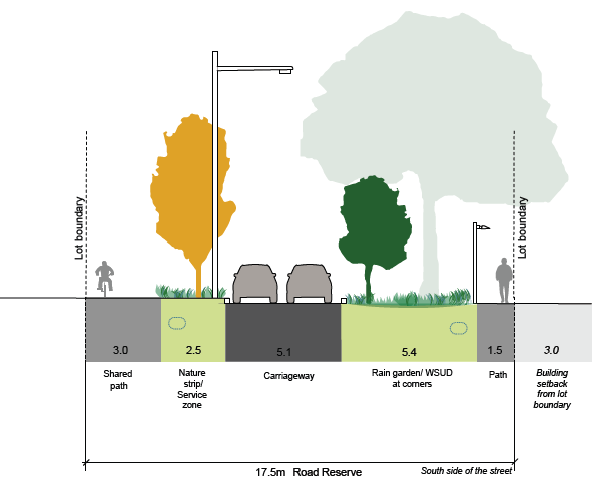 Lot boundary
Lot boundary
3.0
2.5
5.1
5.4
1.5
3.0
Shared
path
Nature
strip/
Service
zone
Carriageway
Rain garden/ WSUD
at corners
Path
Building
setback
from lot
boundary
17.5m Road Reserve
South side of the street